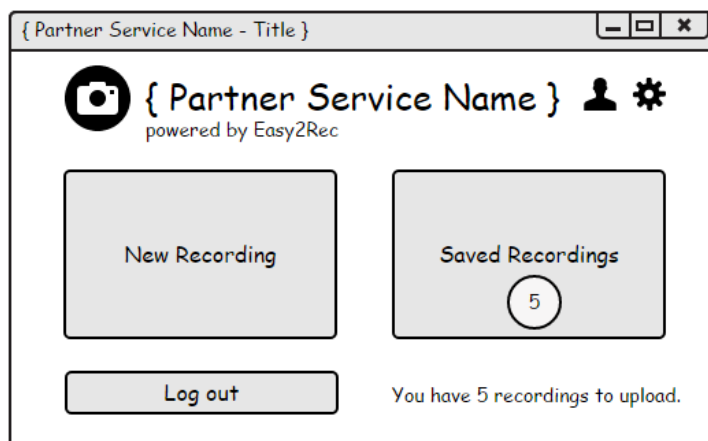 { Partner Service Name - Title }
{ Partner Service Name }
powered by Easy2Rec
New Recording
Saved Recordings
5
Log out
You have 5 recordings to upload.